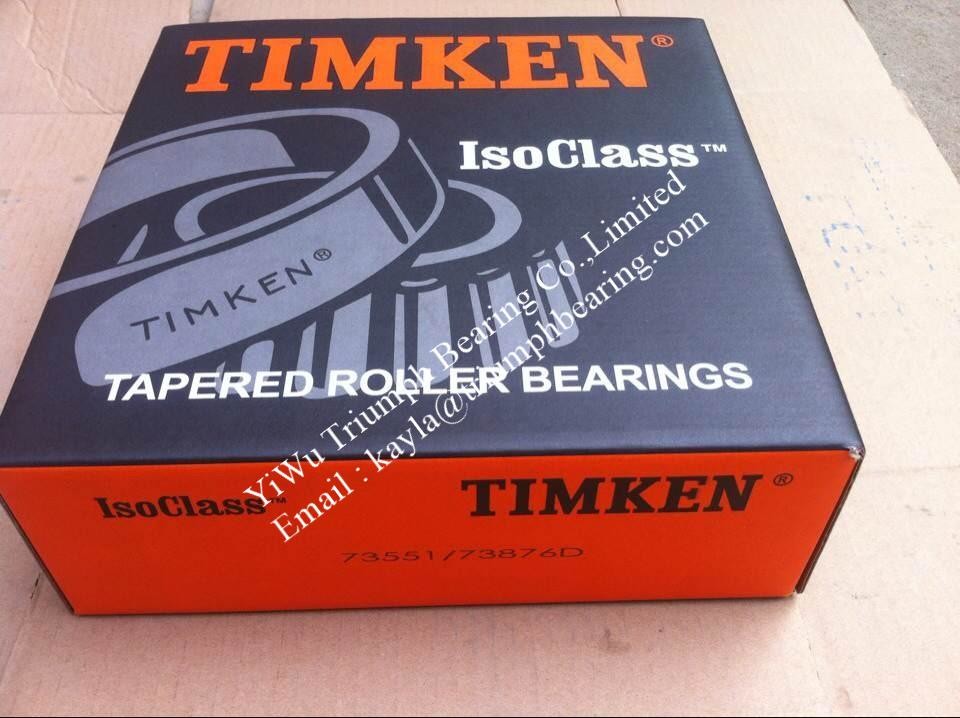 TIMKEN®
IsoClass™
TIMKEN®
TAPERED ROLLER BEARINGS
YiWu Triumph Bearing Co.,Limited
Email : kayla@triumphbearing.com
IsoClass™
TIMKEN®
73551/73876D